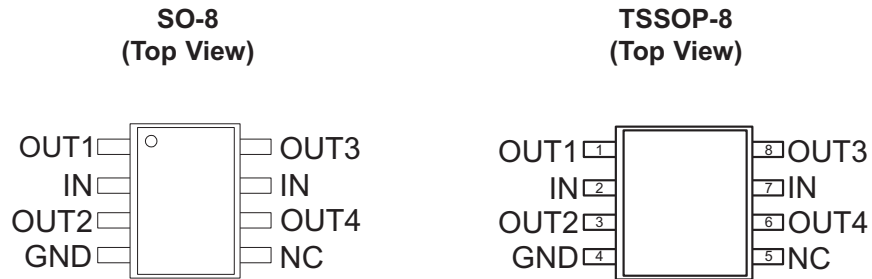 SO-8
(Top View)
OUT1 OUT3
IN IN
OUT2 OUT4
GND NC
TSSOP-8
(Top View)
OUT1 1 8 OUT3
IN 2 7 IN
OUT2 3 6 OUT4
GND 4 5 NC